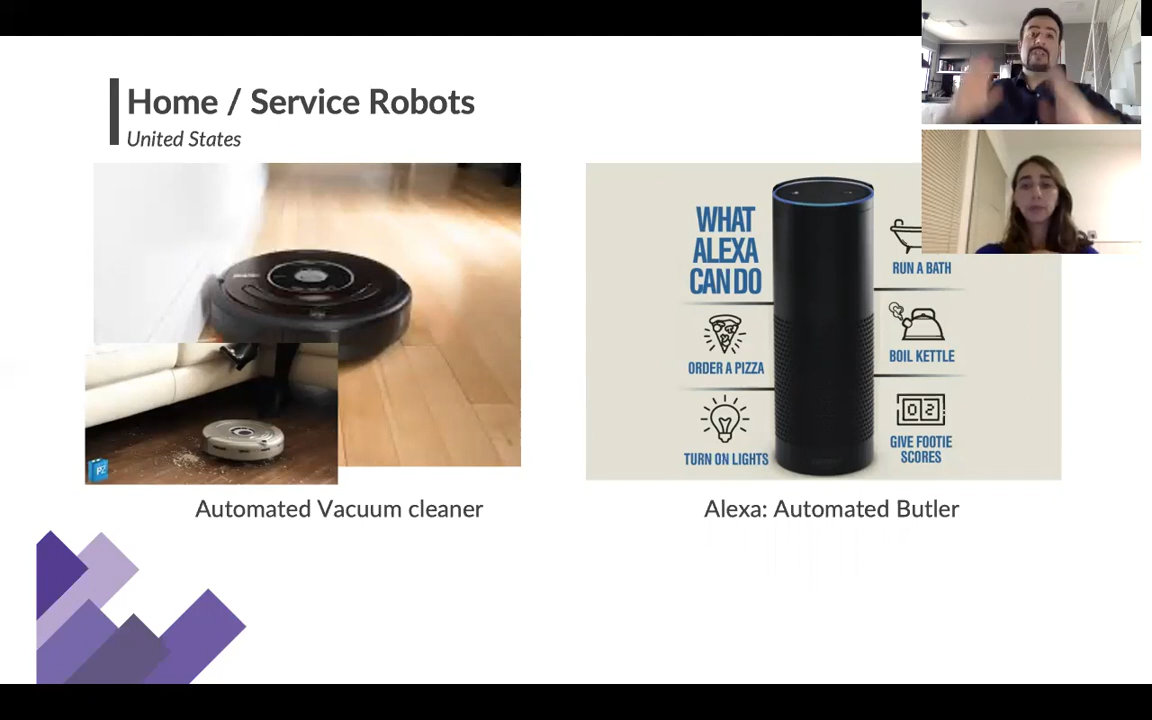 Home / Service Robots
United States
WHAT
ALEXA
CAN DO
RUN A BATH
ORDER A PIZZA
BOIL KETTLE
TURN ON LIGHTS
GIVE FOOTIE
SCORES
Automated Vacuum cleaner
Alexa: Automated Butler